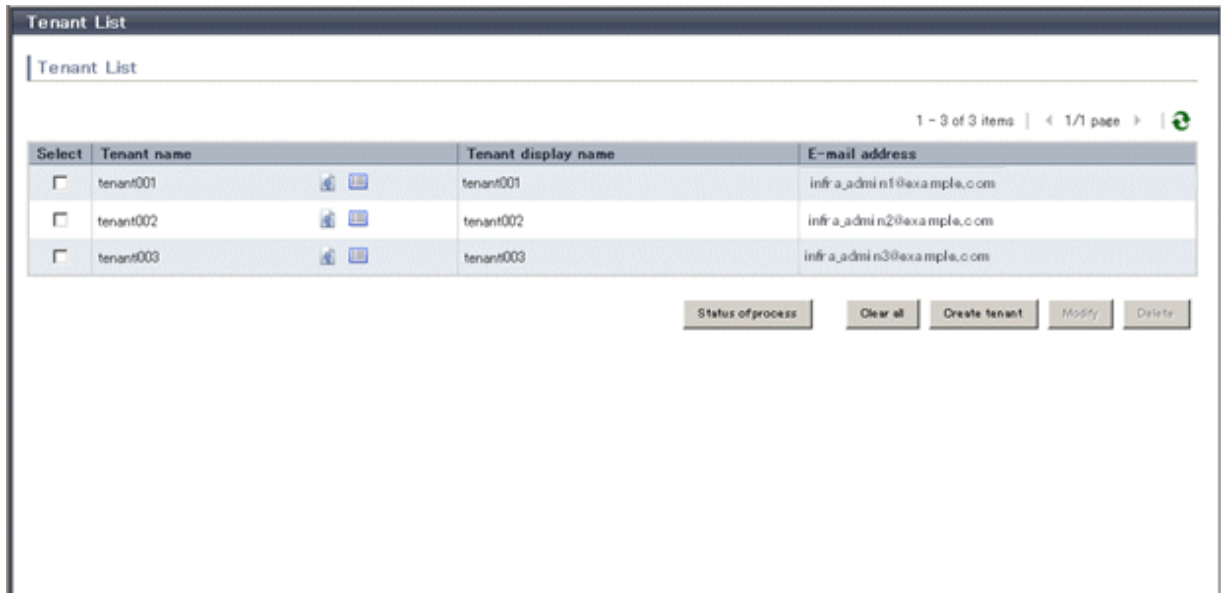 Tenant List
Tenant List
1 - 3 of 3 items 1/1 page
Select Tenant name Tenant display name E-mail address
tenant001 tenant001 infra_admin1@example.com
tenant002 tenant002 infra_admin2@example.com
tenant003 tenant003 infra_admin3@example.com
Status of process Clear all Create tenant Modify Delete